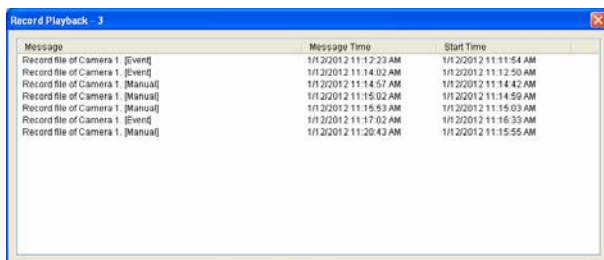 Record Playback - 3
Message Message Time Start Time
Record file of Camera 1. [Event] 1/12/2012 11:12:23 AM 1/12/2012 11:11:54 AM
Record file of Camera 1. [Event] 1/12/2012 11:14:02 AM 1/12/2012 11:12:50 AM
Record file of Camera 1. [Manual] 1/12/2012 11:14:57 AM 1/12/2012 11:14:42 AM
Record file of Camera 1. [Manual] 1/12/2012 11:15:02 AM 1/12/2012 11:14:59 AM
Record file of Camera 1. [Manual] 1/12/2012 11:15:53 AM 1/12/2012 11:15:03 AM
Record file of Camera 1. [Event] 1/12/2012 11:17:02 AM 1/12/2012 11:16:33 AM
Record file of Camera 1. [Manual] 1/12/2012 11:20:43 AM 1/12/2012 11:15:55 AM